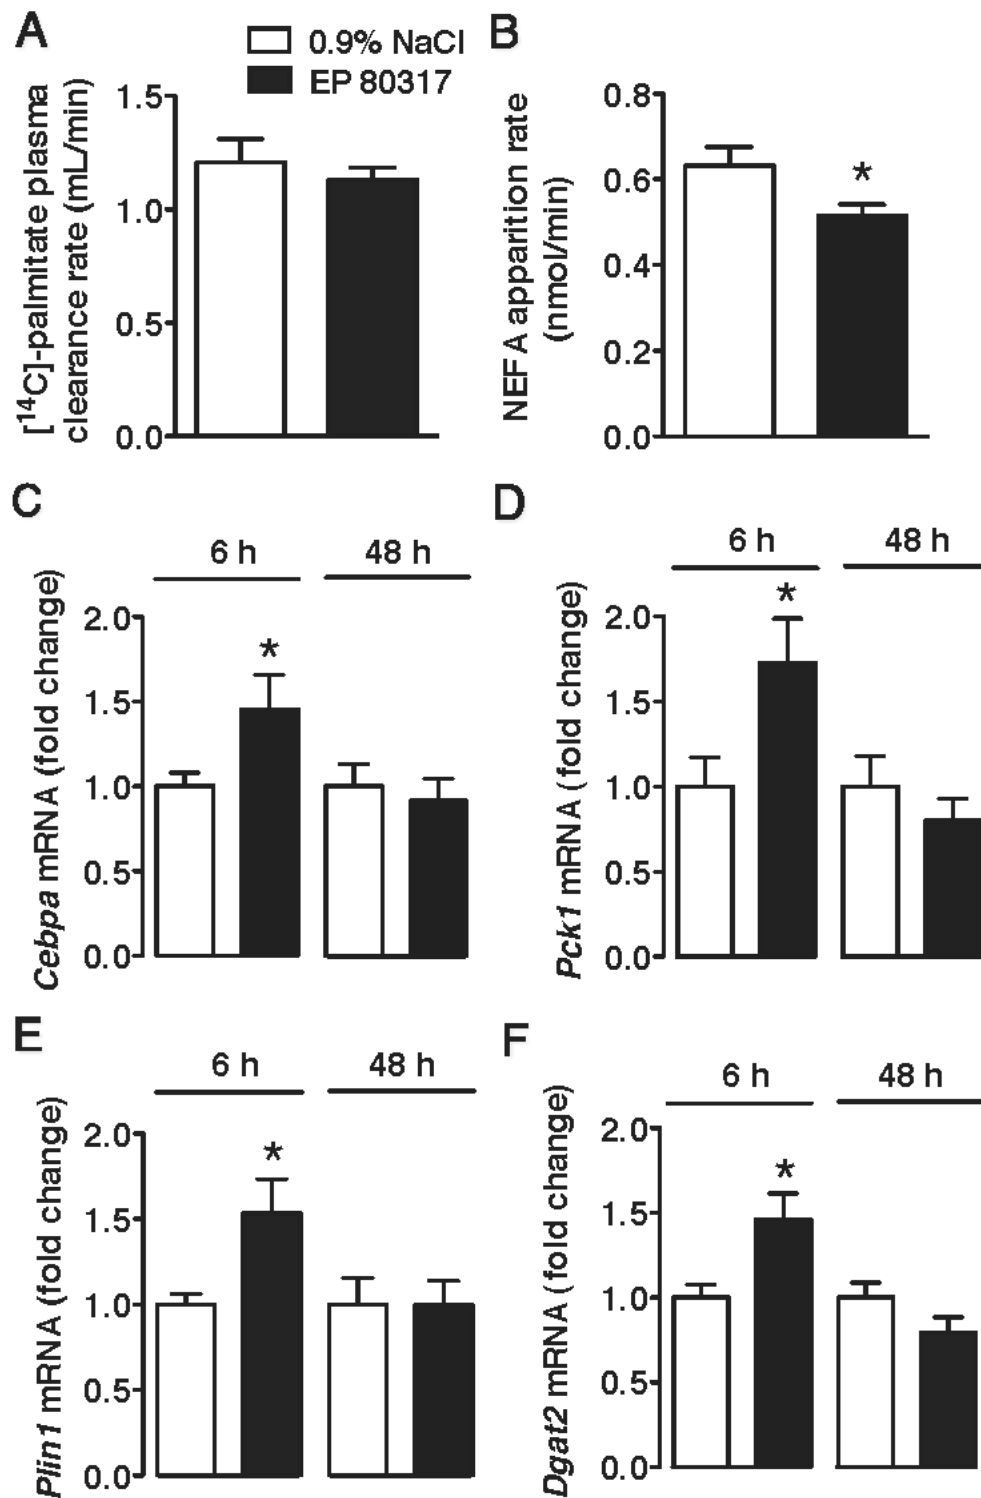 A
0.9% NaCl
EP 80317
[¹⁴C]-palmitate plasma
clearance rate (mL/min)
1.5
1.0
0.5
0.0
B
NEFA apparition rate
(nmol/min)
0.8
0.6
0.4
0.2
0.0
*
C
6 h
48 h
Cebpa mRNA (fold change)
2.0
1.5
1.0
0.5
0.0
*
D
6 h
48 h
Pck1 mRNA (fold change)
2.0
1.5
1.0
0.5
0.0
*
E
6 h
48 h
Plin1 mRNA (fold change)
2.0
1.5
1.0
0.5
0.0
*
F
6 h
48 h
Dgat2 mRNA (fold change)
2.0
1.5
1.0
0.5
0.0
*